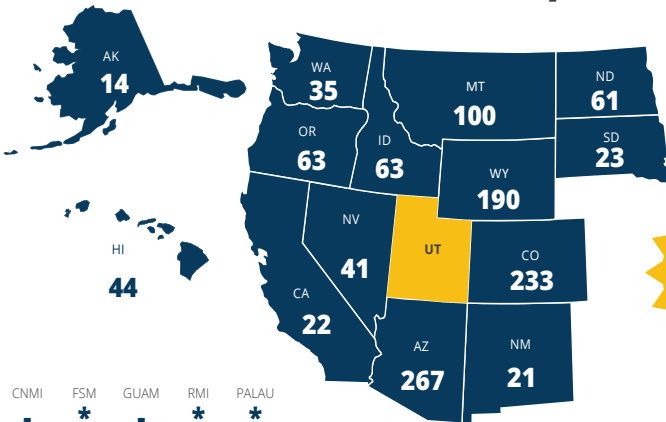 AK
14
WA
35
MT
100
ND
61
OR
63
ID
63
SD
23
WY
190
HI
44
NV
41
UT
CO
233
CA
22
AZ
267
NM
21
CNMI FSM GUAM RMI PALAU
- * - * *